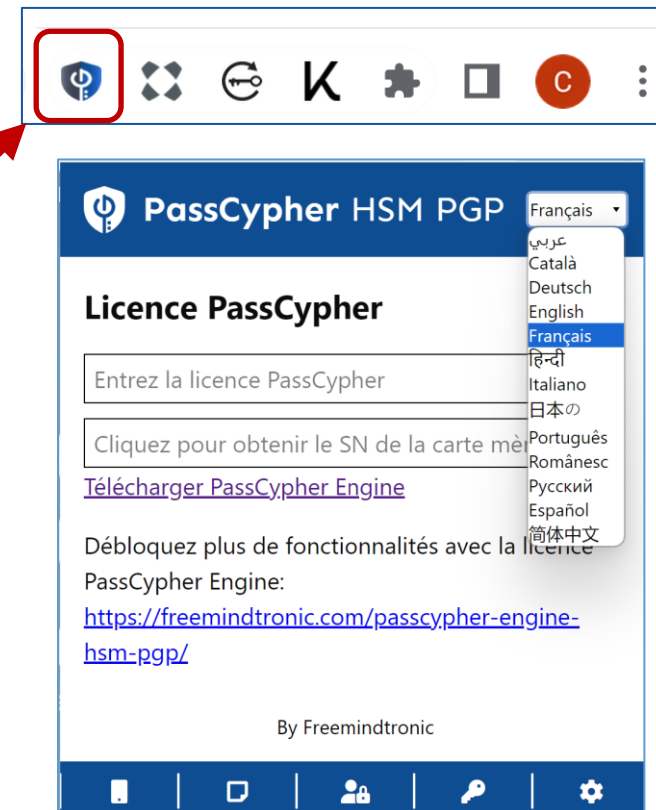 C
PassCypher HSM PGP
Français
عربي
Català
Deutsch
English
Français
हिन्दी
Italiano
日本の
Português
Românesc
Русский
Español
简体中文
Licence PassCypher
Entrez la licence PassCypher
Cliquez pour obtenir le SN de la carte mèr
Télécharger PassCypher Engine
Débloquez plus de fonctionnalités avec la licence
PassCypher Engine:
https://freemindtronic.com/passcypher-engine-
hsm-pgp/
By Freemindtronic